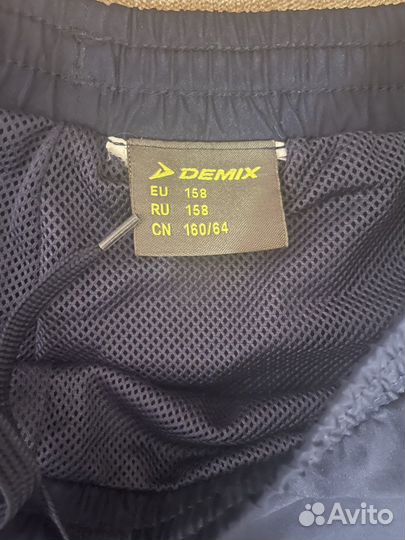 DEMIX
EU 158
RU 158
CN 160/64
Avito